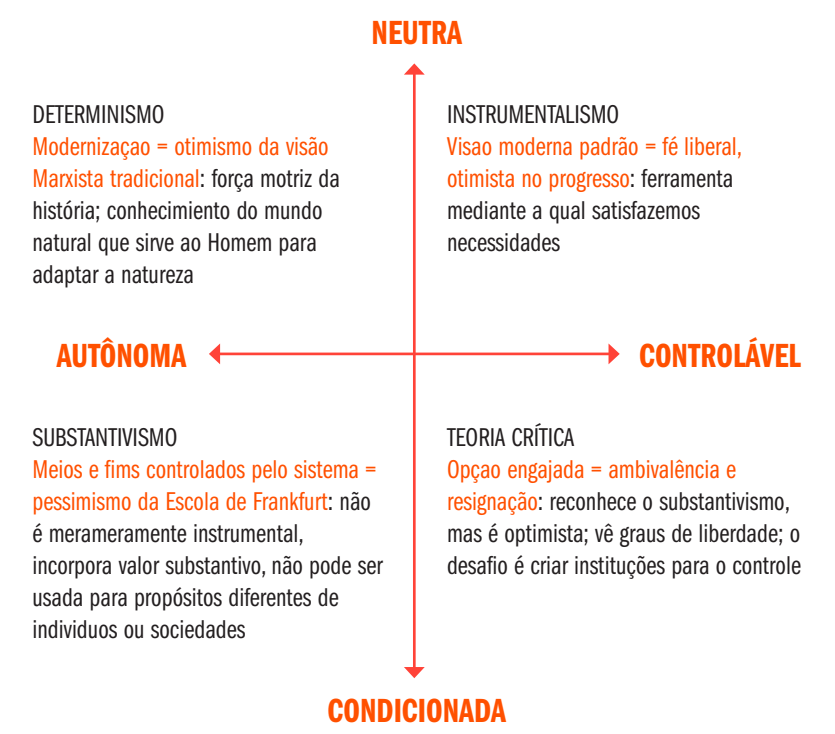 NEUTRA
DETERMINISMO
Modernizaçao = otimismo da visão
Marxista tradicional: força motriz da
história; conhecimiento do mundo
natural que sirve ao Homem para
adaptar a natureza
INSTRUMENTALISMO
Visao moderna padrão = fé liberal,
otimista no progresso: ferramenta
mediante a qual satisfazemos
necessidades
AUTÔNOMA
CONTROLÁVEL
SUBSTANTIVISMO
Meios e fims controlados pelo sistema =
pessimismo da Escola de Frankfurt: não
é merameramente instrumental,
incorpora valor substantivo, não pode ser
usada para propósitos diferentes de
individuos ou sociedades
TEORIA CRÍTICA
Opçao engajada = ambivalência e
resignação: reconhece o substantivismo,
mas é optimista; vê graus de liberdade; o
desafio é criar instituções para o controle
CONDICIONADA